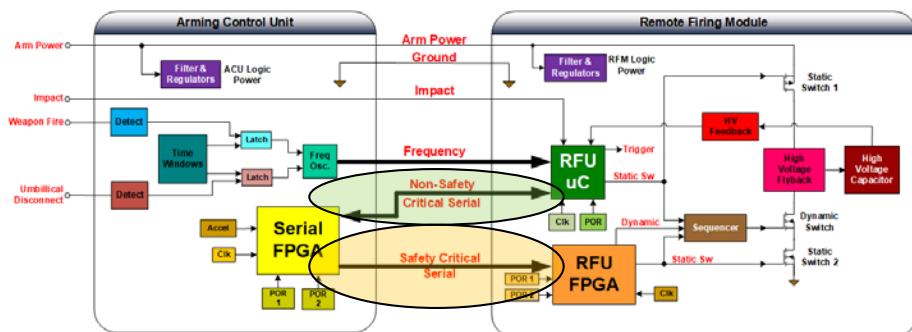 Arming Control Unit
Remote Firing Module
Arm Power
Arm Power
Ground
Filter &
Regulators
ACU Logic
Power
Filter &
Regulators
RFM Logic
Power
Static
Switch 1
Impact
Impact
Weapon Fire
Detect
Latch
Time
Windows
Latch
Freq
Osc.
Frequency
RFU
uC
Trigger
Static Sw
HV
Feedback
High
Voltage
Flyback
High
Voltage
Capacitor
Umbillical
Disconnect
Detect
Non-Safety
Critical Serial
Clk
POR
Dynamic
Sequencer
Dynamic
Switch
Accel
Clk
Serial
FPGA
POR
1
POR
2
Safety Critical
Serial
POR 1
POR 2
RFU
FPGA
Static Sw
Clk
Static
Switch 2